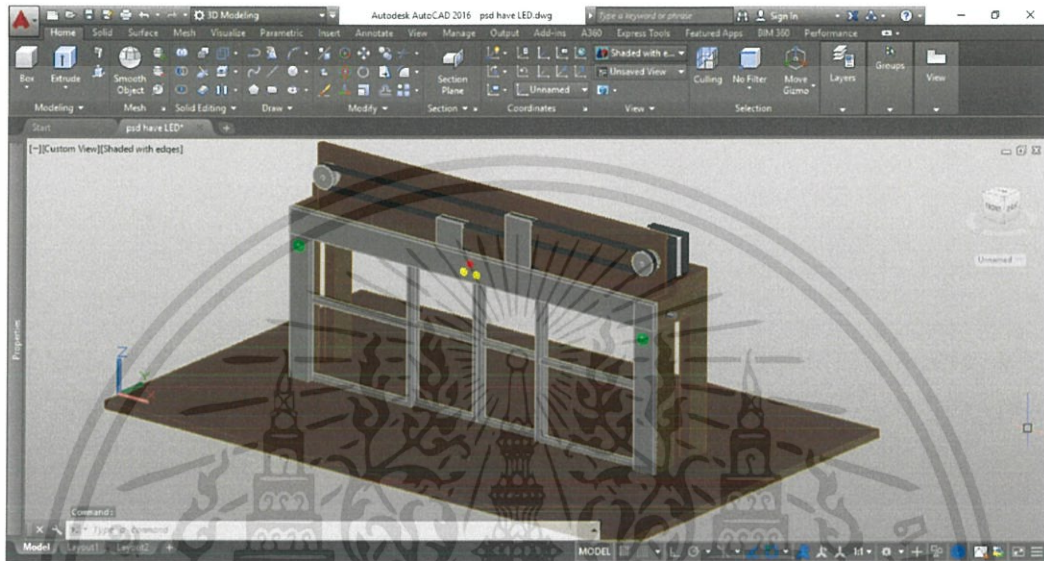 3D Modeling Autodesk AutoCAD 2016 psd have LED.dwg Type a keyword or phrase Sign In
Home Solid Surface Mesh Visualize Parametric Insert Annotate View Manage Output Add-ins A360 Express Tools Featured Apps BIM 360 Performance
Shaded with e...
Unsaved View
Box Extrude Smooth Object Section Plane Unnamed Culling No Filter Move Gizmo Layers Groups View
Modeling Mesh Solid Editing Draw Modify Section Coordinates View Selection
Start psd have LED*
[-][Custom View][Shaded with edges]
Unnamed
Properties
Z
Y
X
Command:
Type a command
Model Layout1 Layout2 + MODEL 1:1